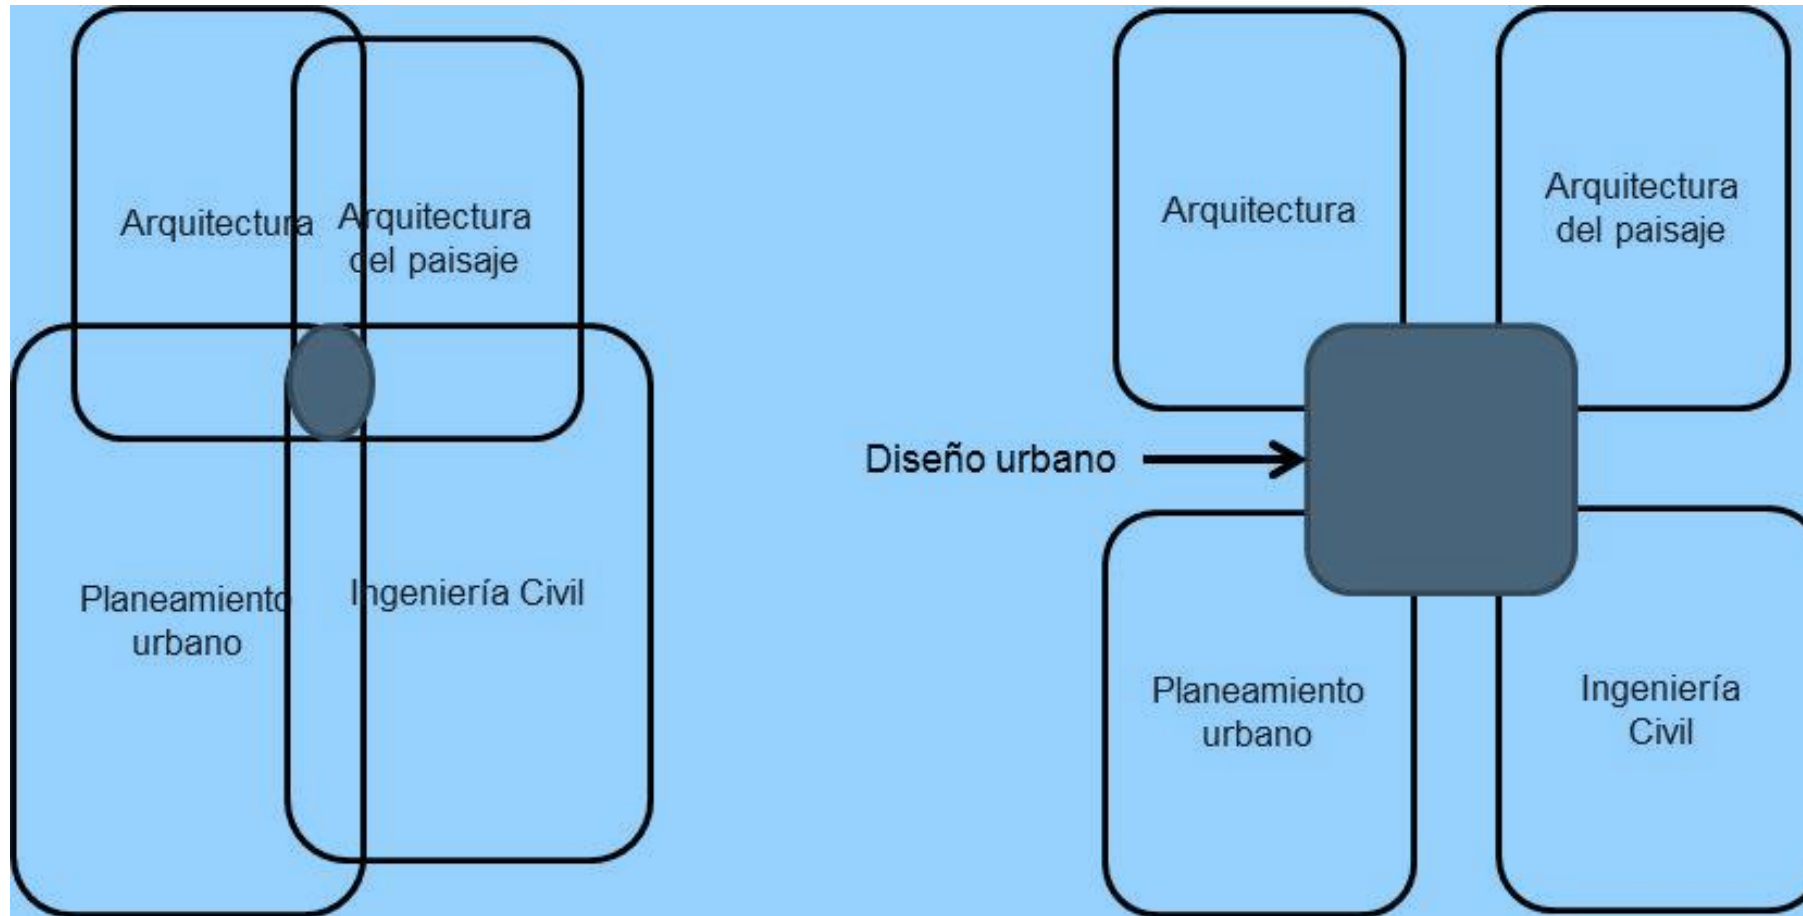 Arquitectura
Arquitectura
del paisaje
Planeamiento
urbano
Ingeniería Civil
Arquitectura
Arquitectura
del paisaje
Diseño urbano
Planeamiento
urbano
Ingeniería
Civil